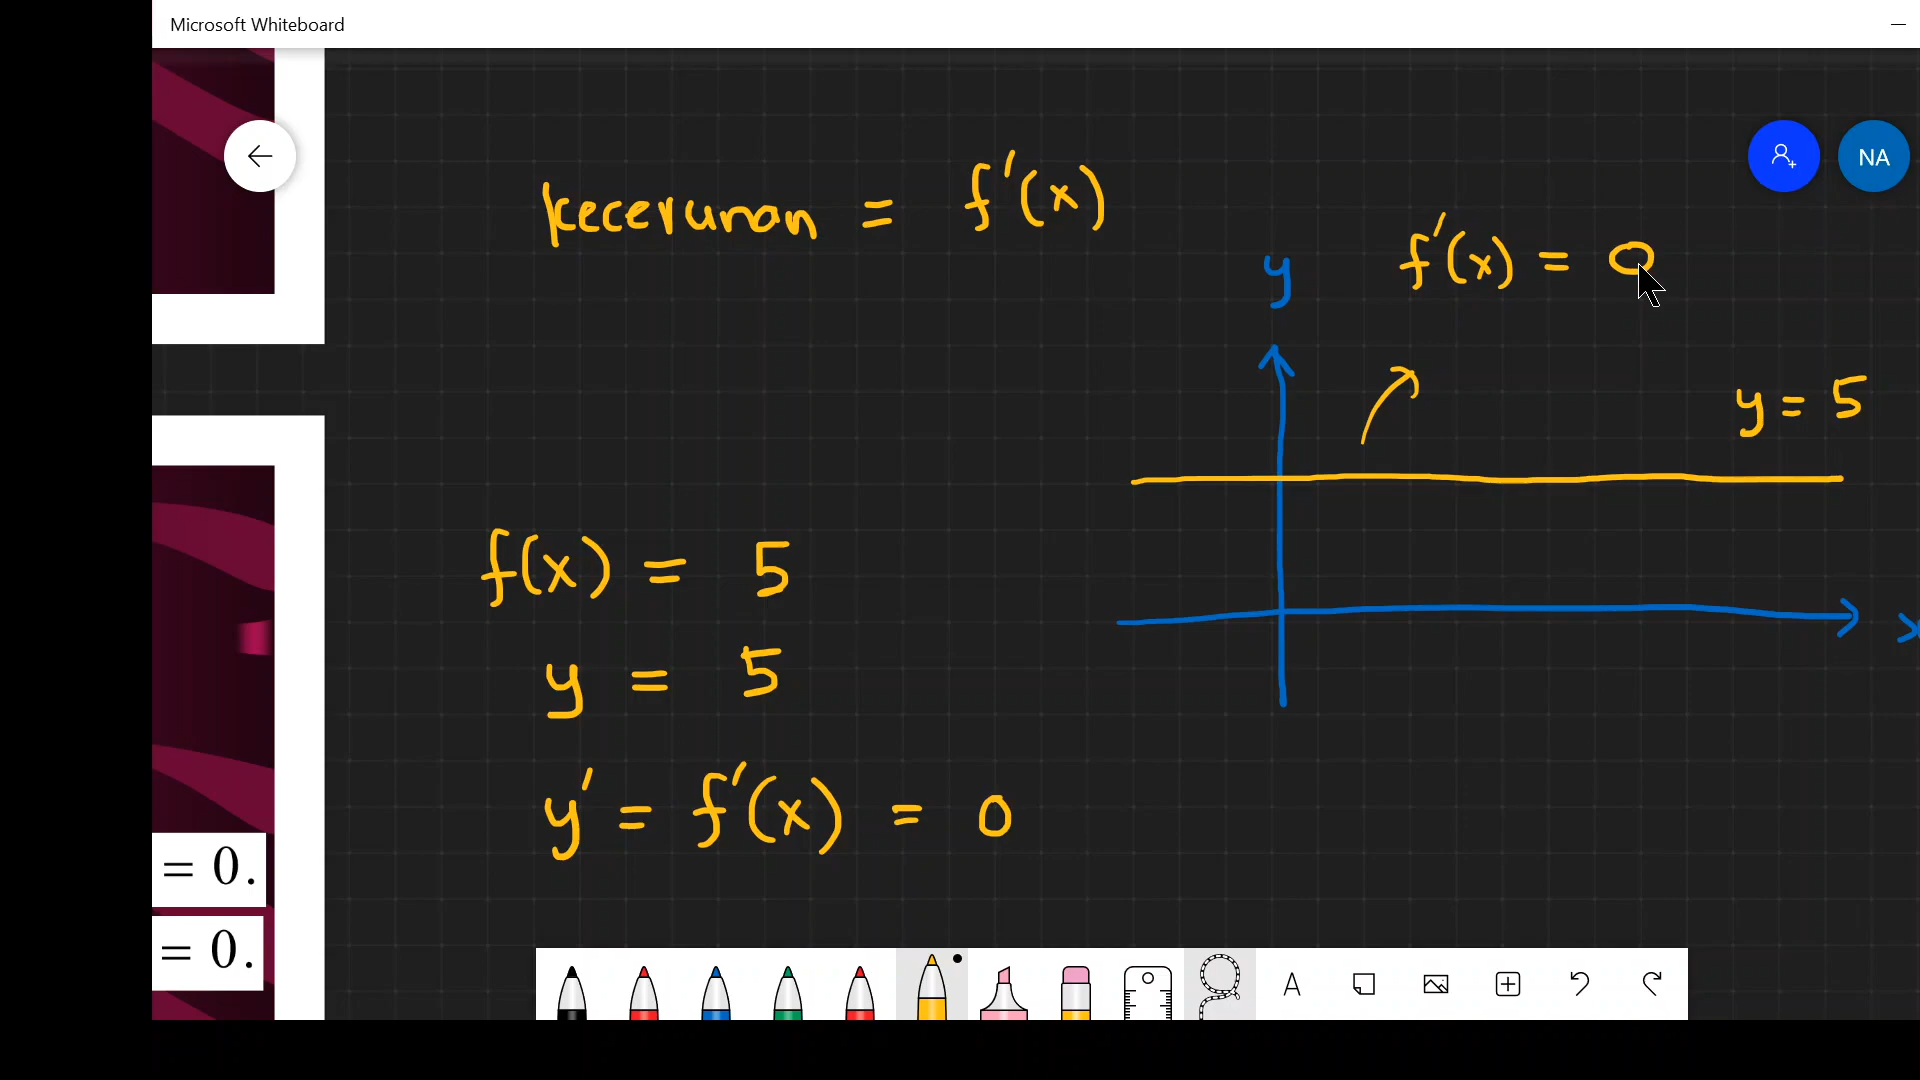 Microsoft Whiteboard
kecerunan = f'(x)
f'(x) = 0
NA
y
y = 5
x
f(x) = 5
y = 5
y' = f'(x) = 0
= 0.
= 0.
A